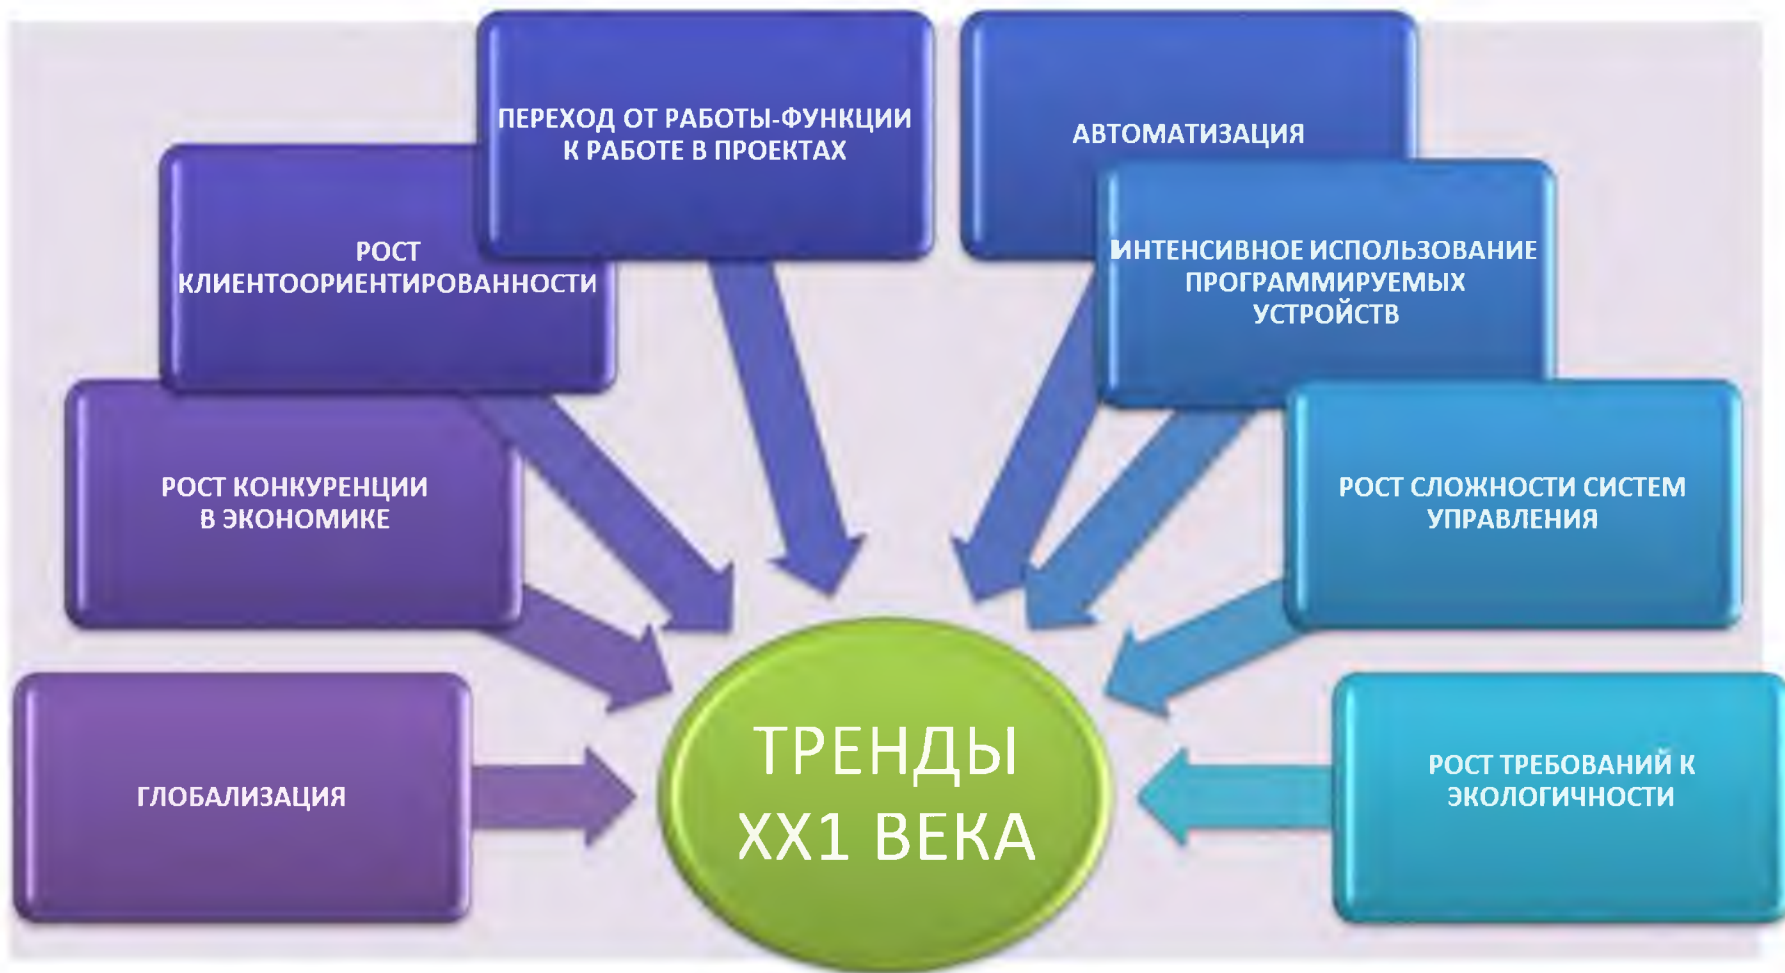 ПЕРЕХОД ОТ РАБОТЫ-ФУНКЦИИ
К РАБОТЕ В ПРОЕКТАХ
АВТОМАТИЗАЦИЯ
РОСТ
КЛИЕНТООРИЕНТИРОВАННОСТИ
ИНТЕНСИВНОЕ ИСПОЛЬЗОВАНИЕ
ПРОГРАММИРУЕМЫХ
УСТРОЙСТВ
РОСТ КОНКУРЕНЦИИ
В ЭКОНОМИКЕ
РОСТ СЛОЖНОСТИ СИСТЕМ
УПРАВЛЕНИЯ
ГЛОБАЛИЗАЦИЯ
ТРЕНДЫ
ХХ1 ВЕКА
РОСТ ТРЕБОВАНИЙ К
ЭКОЛОГИЧНОСТИ